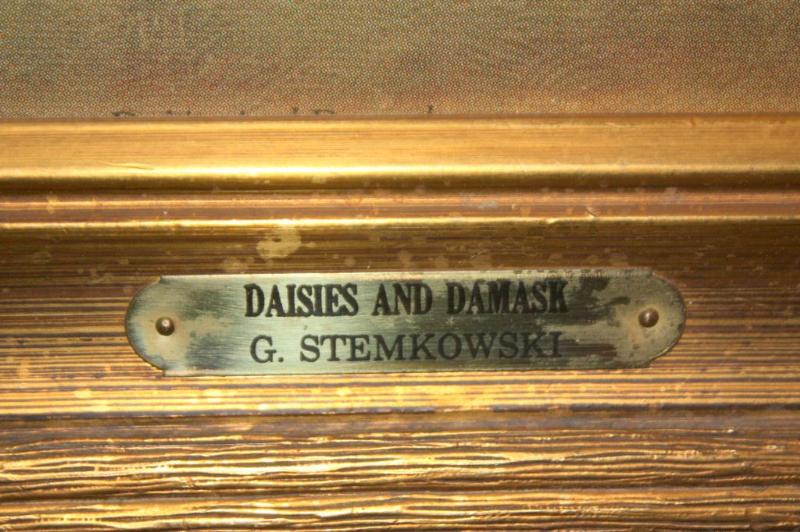 DAISIES AND DAMASK
G. STEMKOWSKI